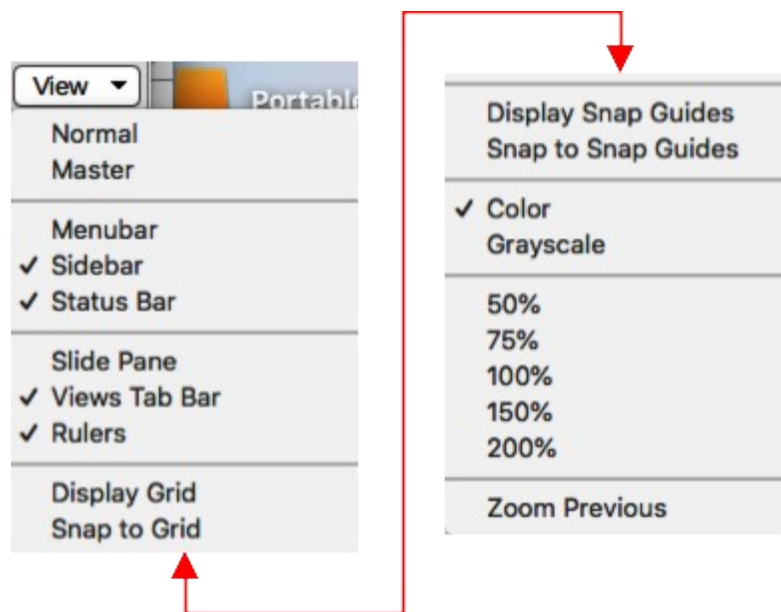 View
Portable
Normal
Master
Menubar
✓ Sidebar
✓ Status Bar
Slide Pane
✓ Views Tab Bar
✓ Rulers
Display Grid
Snap to Grid
Display Snap Guides
Snap to Snap Guides
✓ Color
Grayscale
50%
75%
100%
150%
200%
Zoom Previous